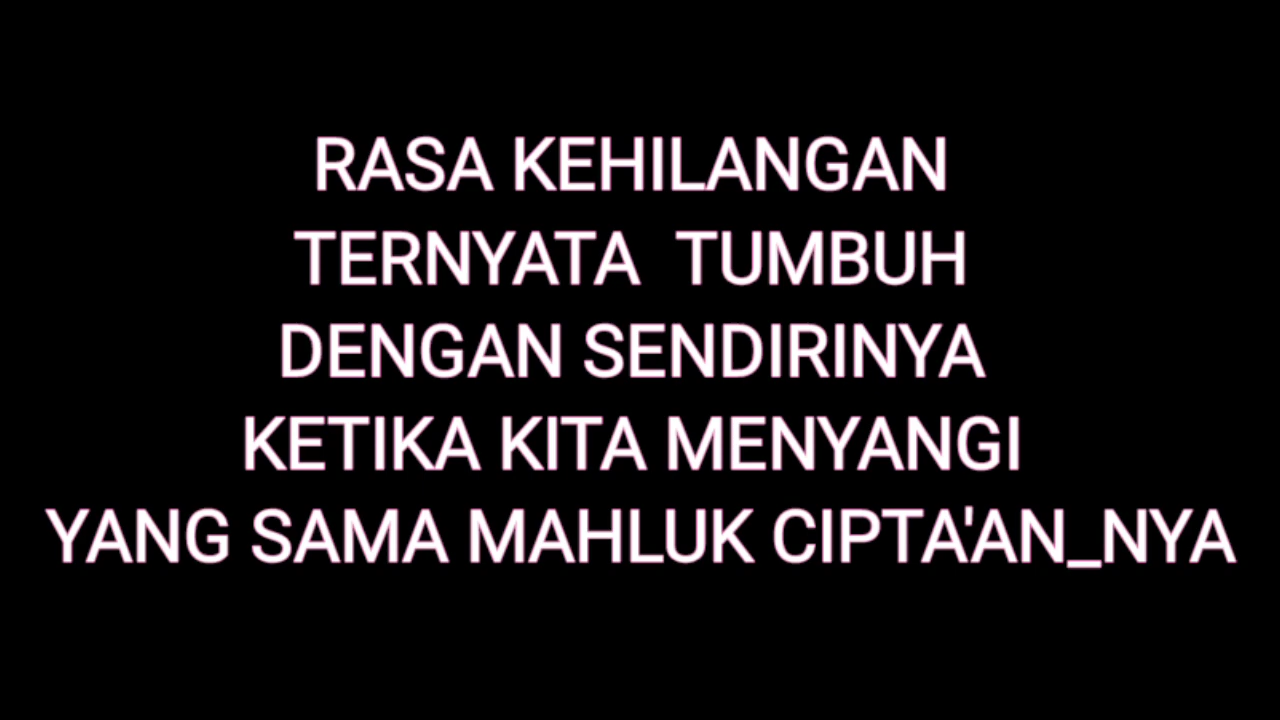 RASA KEHILANGAN
TERNYATA  TUMBUH
DENGAN SENDIRINYA
KETIKA KITA MENYANGI
YANG SAMA MAHLUK CIPTA'AN_NYA